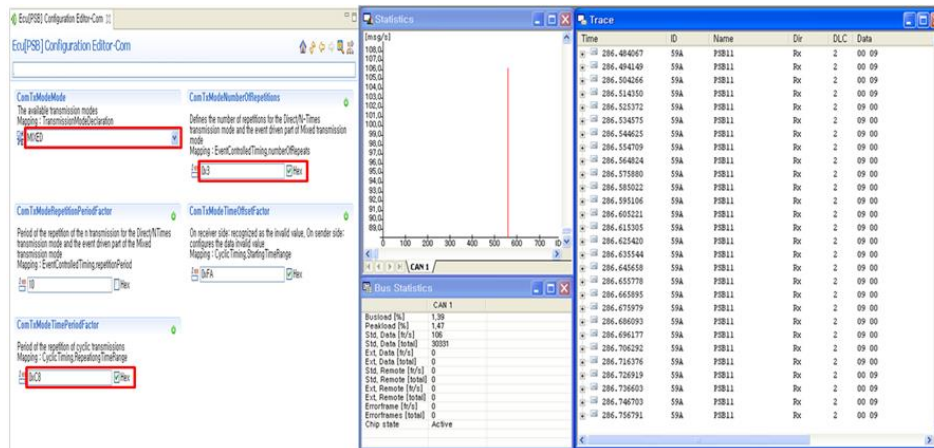 Ecu[PSB] Configuration Editor-Com
Ecu[PSB] Configuration Editor-Com
ComTxModeMode
The available transmission modes
Mapping : TransmissionModeDeclaration
MIXED
ComTxModeNumberOfRepetitions
Defines the number of repetitions for the Direct/N-Times
transmission mode and the event driven part of Mixed transmission
mode
Mapping : EventControlledTiming,numberOfRepeats
0x3
Hex
ComTxModeRepetitionPeriodFactor
Period of the repetition of the n transmission for the Direct/NTimes
transmission mode and the event driven part of the Mixed
transmission mode
Mapping : EventControlledTiming,repetitionPeriod
10
Hex
ComTxModeTimeOffsetFactor
On receiver side: recognized as the invalid value, On sender side:
configures the data invalid value
Mapping : CyclicTiming,StartingTimeRange
0xFA
Hex
ComTxModeTimePeriodFactor
Period of the repetition of cyclic transmissions
Mapping : CyclicTiming,RepeatingTimeRange
0xC8
Hex
Statistics
[msg/s]
108,0
107,0
106,0
105,0
104,0
103,0
102,0
101,0
100,0
99,0
98,0
97,0
96,0
95,0
94,0
93,0
92,0
91,0
90,0
89,0
0 100 200 300 400 500 600 700 ID
CAN 1
Bus Statistics
CAN 1
Busload [%] 1,39
Peakload [%] 1,47
Std, Data [fr/s] 106
Std, Data [total] 30331
Ext, Data [fr/s] 0
Ext, Data [total] 0
Std, Remote [fr/s] 0
Std, Remote [total] 0
Ext, Remote [fr/s] 0
Ext, Remote [total] 0
Errorframe [fr/s] 0
Errorframes [total] 0
Chip state Active
Trace
Time ID Name Dir DLC Data
286.484067 59A PSB11 Rx 2 00 09
286.494149 59A PSB11 Rx 2 00 09
286.504266 59A PSB11 Rx 2 00 09
286.514350 59A PSB11 Rx 2 00 09
286.525372 59A PSB11 Rx 2 00 09
286.534575 59A PSB11 Rx 2 09 00
286.544625 59A PSB11 Rx 2 09 00
286.554709 59A PSB11 Rx 2 09 00
286.564824 59A PSB11 Rx 2 09 00
286.575880 59A PSB11 Rx 2 09 00
286.585022 59A PSB11 Rx 2 09 00
286.595106 59A PSB11 Rx 2 09 00
286.605221 59A PSB11 Rx 2 09 00
286.615305 59A PSB11 Rx 2 09 00
286.625420 59A PSB11 Rx 2 09 00
286.635544 59A PSB11 Rx 2 09 00
286.645658 59A PSB11 Rx 2 09 00
286.655778 59A PSB11 Rx 2 09 00
286.665895 59A PSB11 Rx 2 09 00
286.675979 59A PSB11 Rx 2 09 00
286.686093 59A PSB11 Rx 2 09 00
286.696177 59A PSB11 Rx 2 09 00
286.706292 59A PSB11 Rx 2 09 00
286.716376 59A PSB11 Rx 2 09 00
286.726919 59A PSB11 Rx 2 09 00
286.736603 59A PSB11 Rx 2 00 09
286.746703 59A PSB11 Rx 2 00 09
286.756791 59A PSB11 Rx 2 00 09